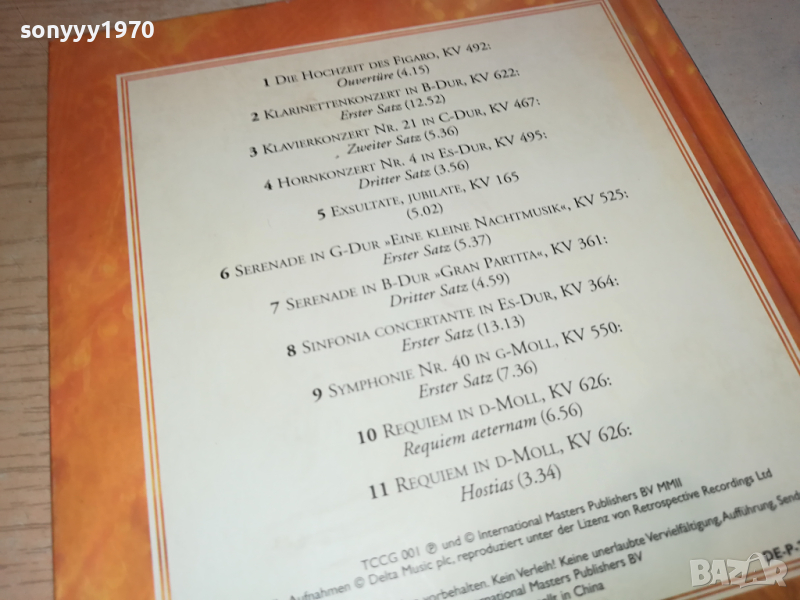 sonyyy1970
1 Die Hochzeit des Figaro, KV 492:
Ouvertüre (4.15)
2 Klarinettenkonzert in B-Dur, KV 622:
Erster Satz (12.52)
3 Klavierkonzert Nr. 21 in C-Dur, KV 467:
Zweiter Satz (5.36)
4 Hornkonzert Nr. 4 in Es-Dur, KV 495:
Dritter Satz (3.56)
5 Exsultate, jubilate, KV 165
(5.02)
6 Serenade in G-Dur »Eine kleine Nachtmusik«, KV 525:
Erster Satz (5.37)
7 Serenade in B-Dur »Gran Partita«, KV 361:
Dritter Satz (4.59)
8 Sinfonia concertante in Es-Dur, KV 364:
Erster Satz (13.13)
9 Symphonie Nr. 40 in g-Moll, KV 550:
Erster Satz (7.36)
10 Requiem in d-Moll, KV 626:
Requiem aeternam (6.56)
11 Requiem in d-Moll, KV 626:
Hostias (3.34)
TCCG 001 ℗ und © International Masters Publishers BV MMII
Aufnahmen © Delta Music plc, reproduziert unter der Lizenz von Retrospective Recordings Ltd
vorbehalten. Kein Verleih! Keine unerlaubte Vervielfältigung, Aufführung, Sendu
International Masters Publishers BV
in China
DE-P-
BAZAR